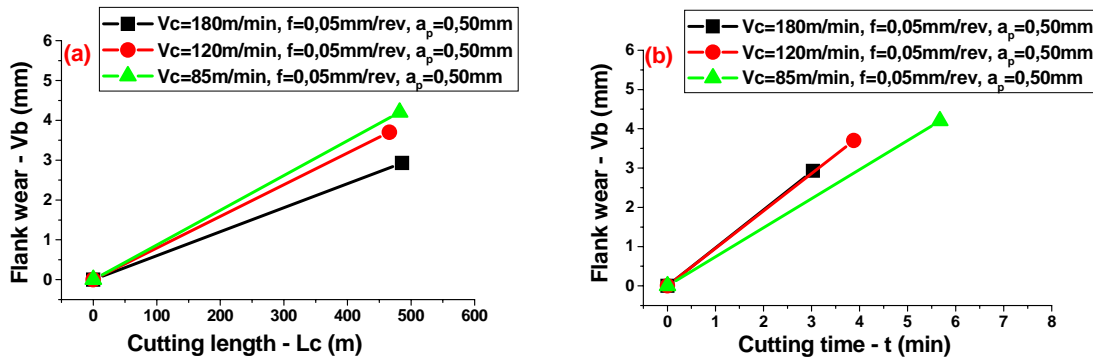 (a)
Vc=180m/min, f=0,05mm/rev, ap=0,50mm
Vc=120m/min, f=0,05mm/rev, ap=0,50mm
Vc=85m/min, f=0,05mm/rev, ap=0,50mm
Flank wear - Vb (mm)
6
5
4
3
2
1
0
0 100 200 300 400 500 600
Cutting length - Lc (m)
(b)
Vc=180m/min, f=0,05mm/rev, ap=0,50mm
Vc=120m/min, f=0,05mm/rev, ap=0,50mm
Vc=85m/min, f=0,05mm/rev, ap=0,50mm
Flank wear - Vb (mm)
6
5
4
3
2
1
0
0 1 2 3 4 5 6 7 8
Cutting time - t (min)